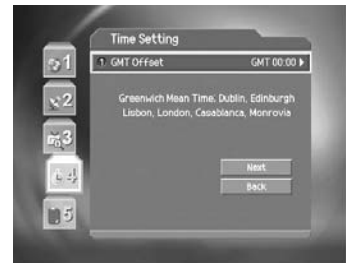 Time Setting
1 GMT Offset GMT 00:00
Greenwich Mean Time: Dublin, Edinburgh
Lisbon, London, Casablanca, Monrovia
Next
Back
1
2
3
4
5